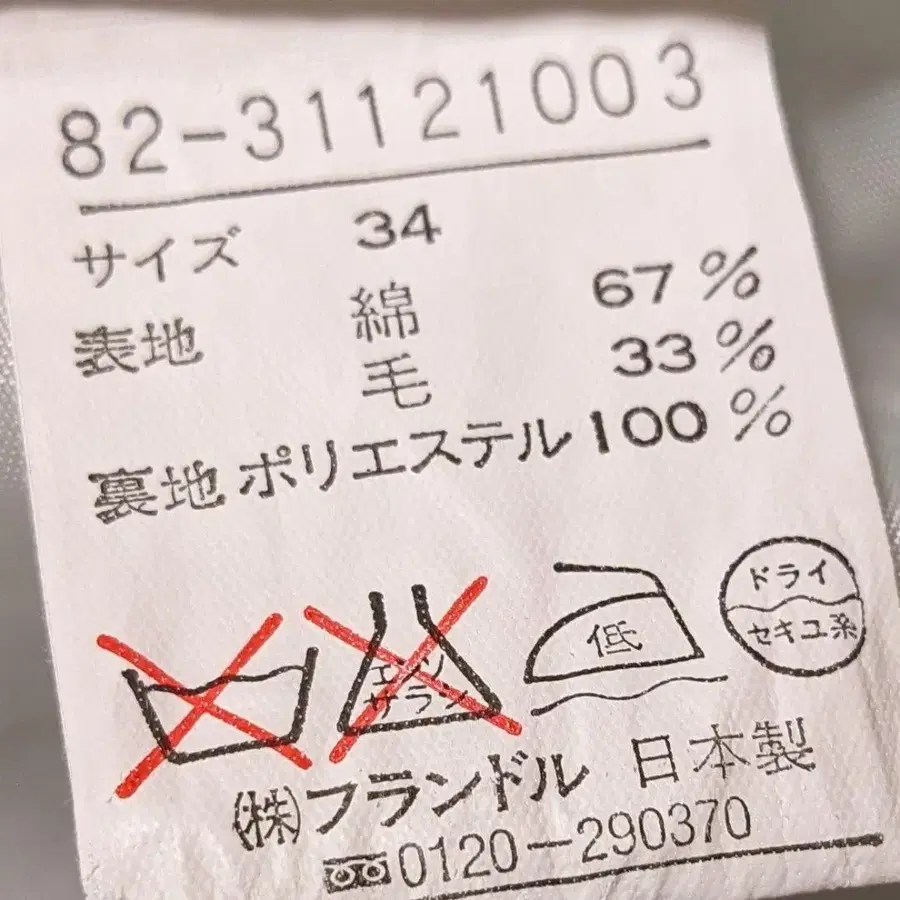 82-31121003
サイズ 34
表地 綿 67%
毛 33%
裏地 ポリエステル 100%
エンソ
サラシ
低
ドライ
セキユ系
(株)フランドル 日本製
0120-290370